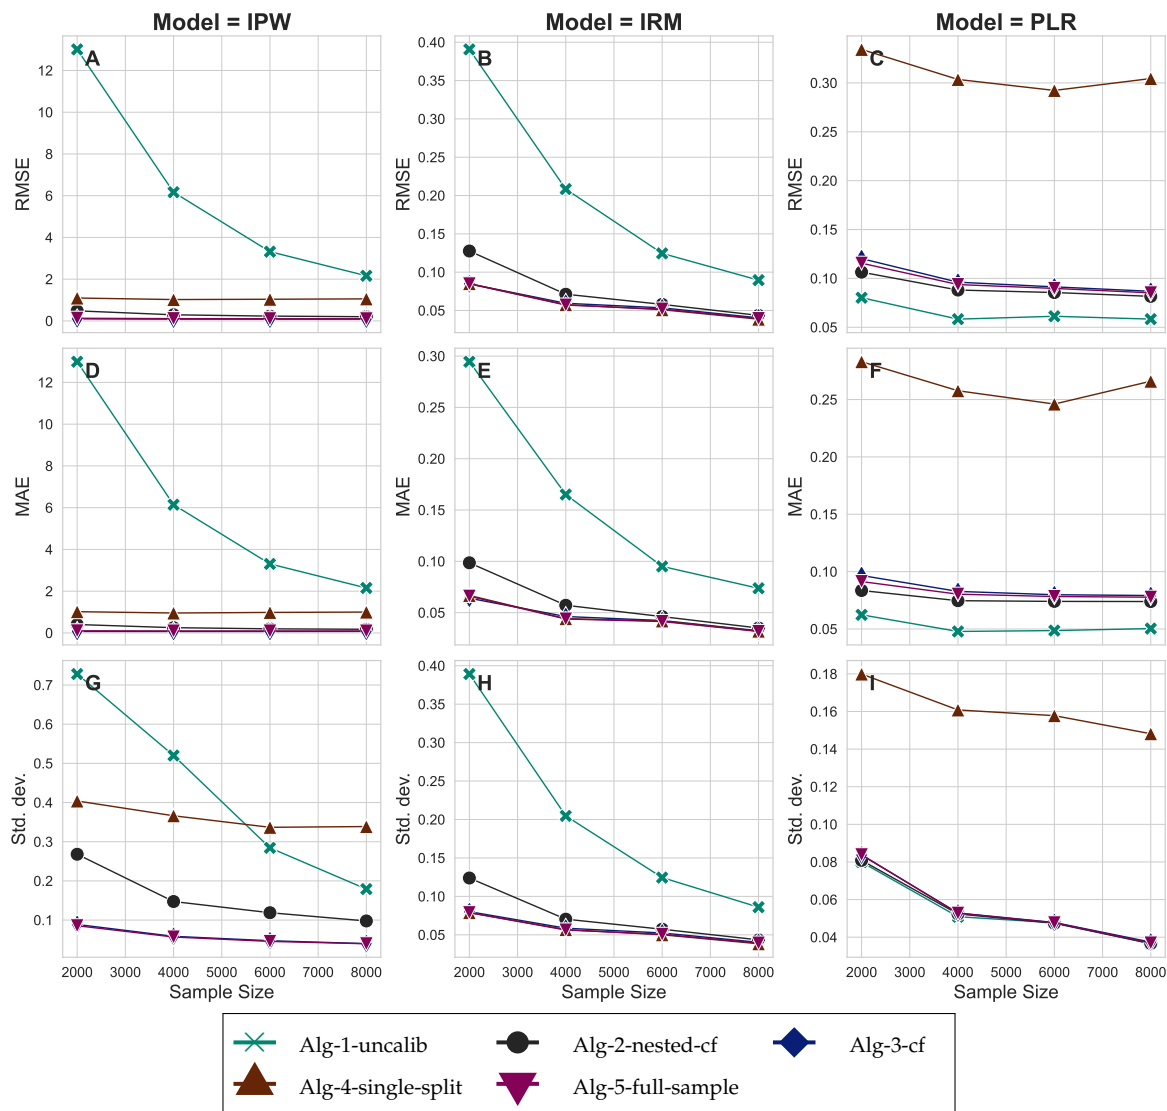 Model = IPW
Model = IRM
Model = PLR
A
RMSE
12
10
8
6
4
2
0
B
RMSE
0.40
0.35
0.30
0.25
0.20
0.15
0.10
0.05
C
RMSE
0.30
0.25
0.20
0.15
0.10
0.05
D
MAE
12
10
8
6
4
2
0
E
MAE
0.30
0.25
0.20
0.15
0.10
0.05
F
MAE
0.25
0.20
0.15
0.10
0.05
G
Std. dev.
0.7
0.6
0.5
0.4
0.3
0.2
0.1
2000 3000 4000 5000 6000 7000 8000
Sample Size
H
Std. dev.
0.40
0.35
0.30
0.25
0.20
0.15
0.10
0.05
2000 3000 4000 5000 6000 7000 8000
Sample Size
I
Std. dev.
0.18
0.16
0.14
0.12
0.10
0.08
0.06
0.04
2000 3000 4000 5000 6000 7000 8000
Sample Size
Alg-1-uncalib
Alg-2-nested-cf
Alg-3-cf
Alg-4-single-split
Alg-5-full-sample